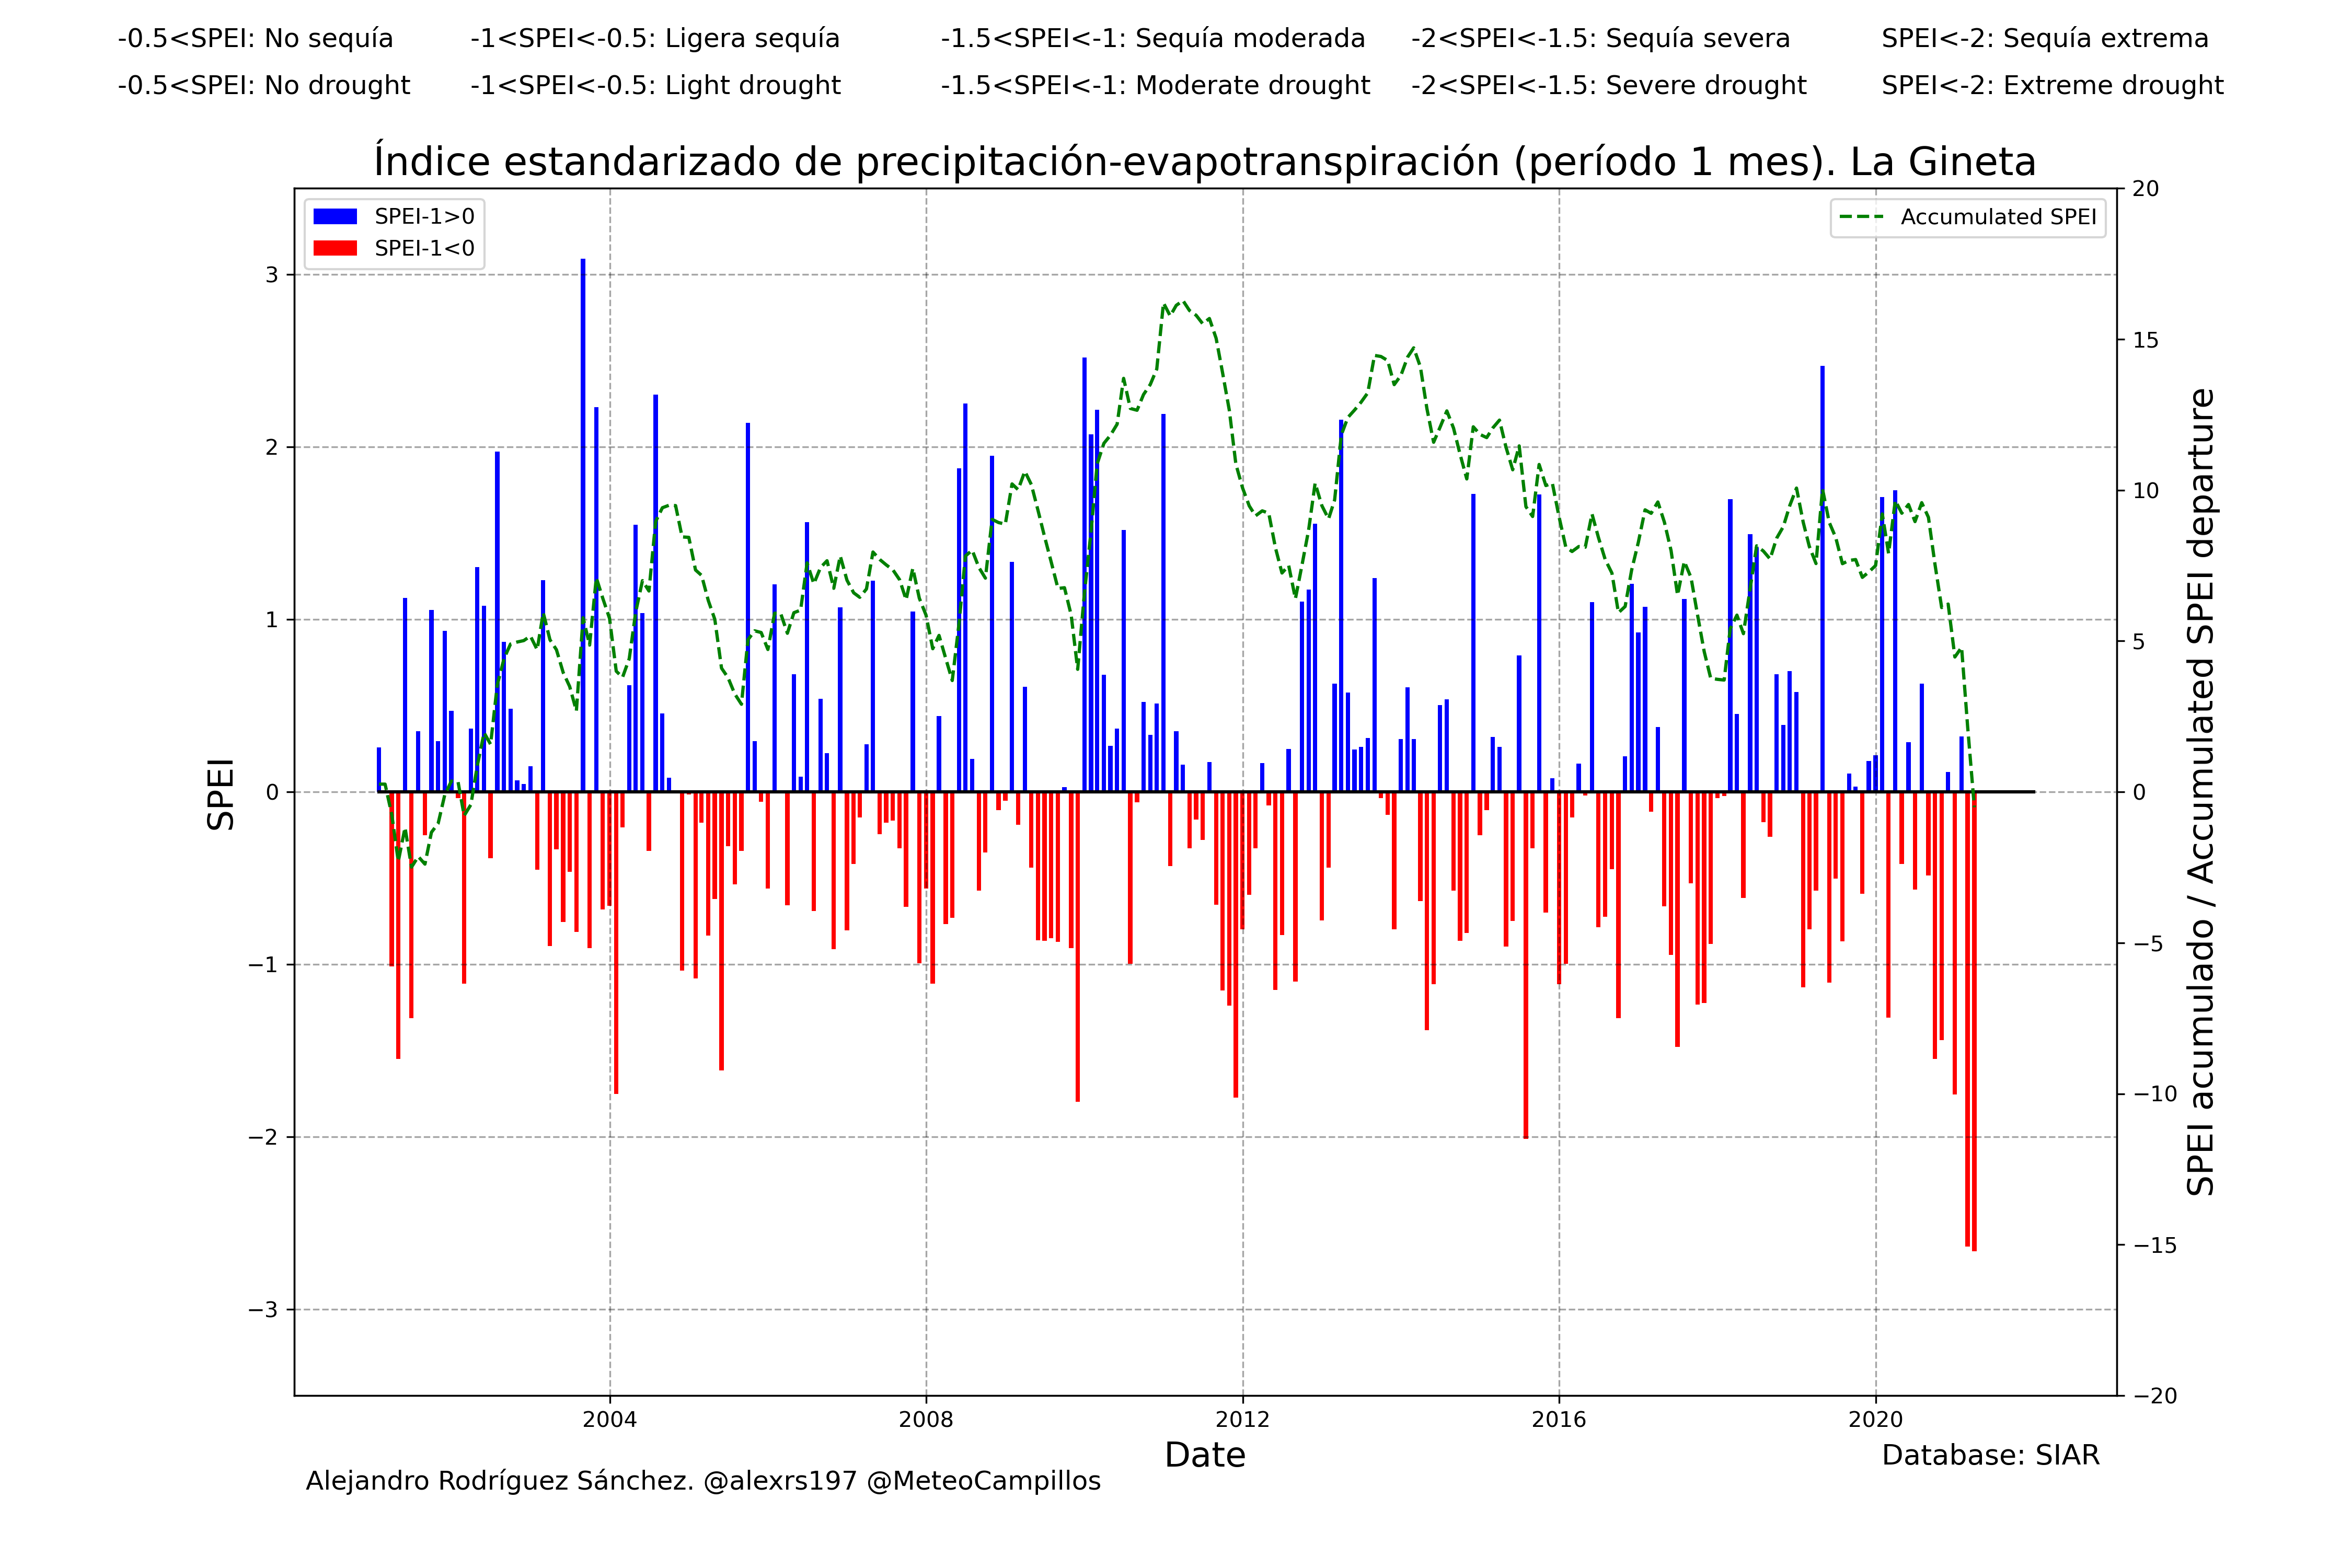 -0.5<SPEI: No sequía -1<SPEI<-0.5: Ligera sequía -1.5<SPEI<-1: Sequía moderada -2<SPEI<-1.5: Sequía severa SPEI<-2: Sequía extrema
-0.5<SPEI: No drought -1<SPEI<-0.5: Light drought -1.5<SPEI<-1: Moderate drought -2<SPEI<-1.5: Severe drought SPEI<-2: Extreme drought
Índice estandarizado de precipitación-evapotranspiración (período 1 mes). La Gineta
SPEI-1>0
SPEI-1<0
Accumulated SPEI
SPEI
3
2
1
0
−1
−2
−3
20
15
10
5
0
−5
−10
−15
−20
SPEI acumulado / Accumulated SPEI departure
2004 2008 2012 2016 2020
Date
Database: SIAR
Alejandro Rodríguez Sánchez. @alexrs197 @MeteoCampillos